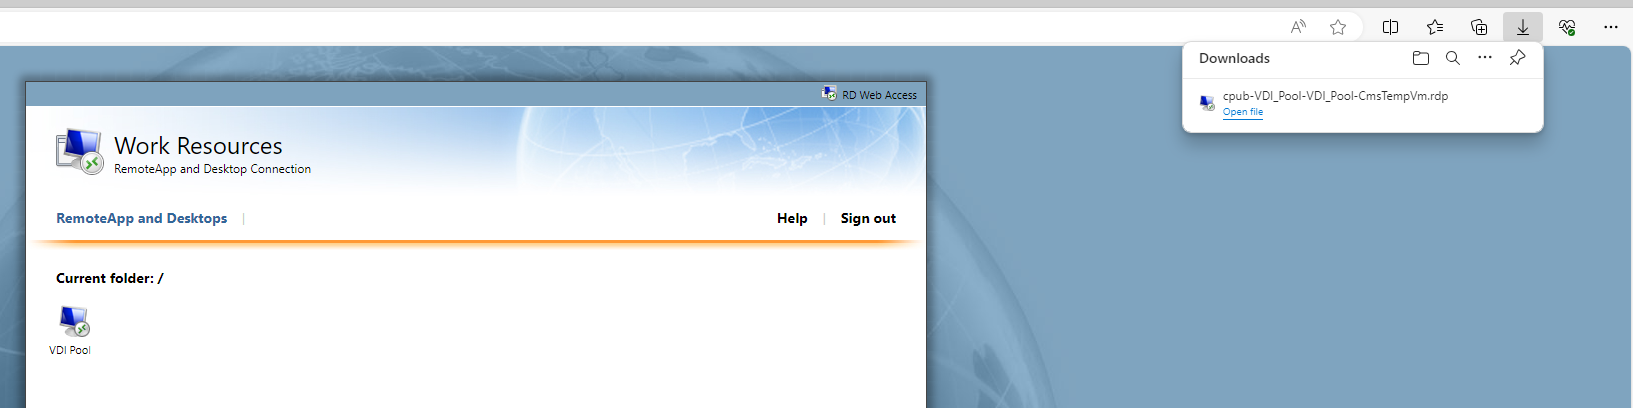 Downloads
cpub-VDI_Pool-VDI_Pool-CmsTempVm.rdp
Open file
RD Web Access
Work Resources
RemoteApp and Desktop Connection
RemoteApp and Desktops
Help | Sign out
Current folder: /
VDI Pool